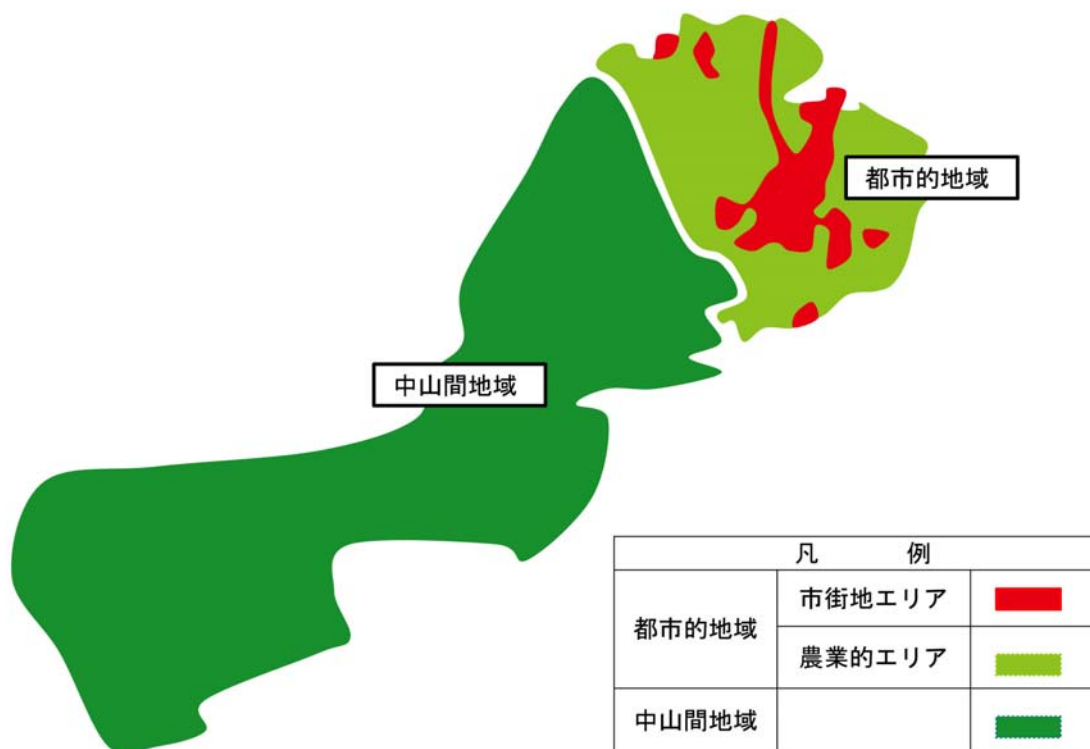 都市的地域
中山間地域
凡 例
都市的地域 市街地エリア
農業的エリア
中山間地域